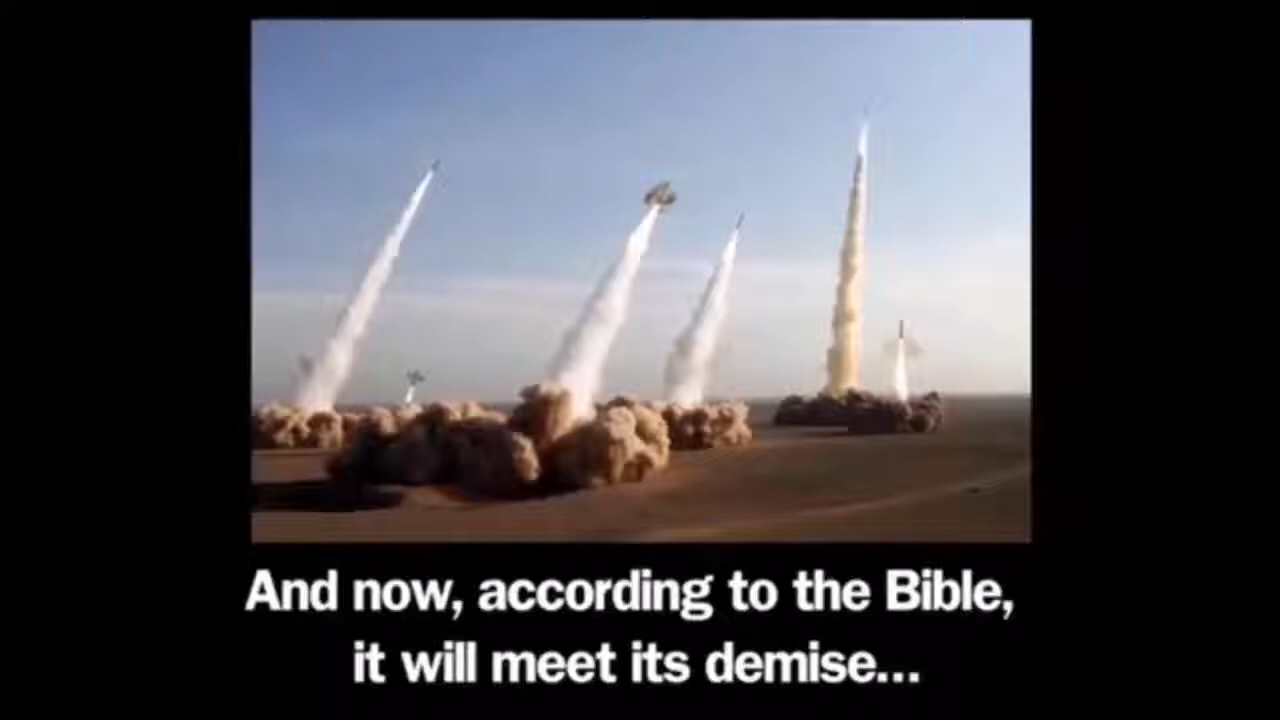 And now, according to the Bible,
it will meet its demise...